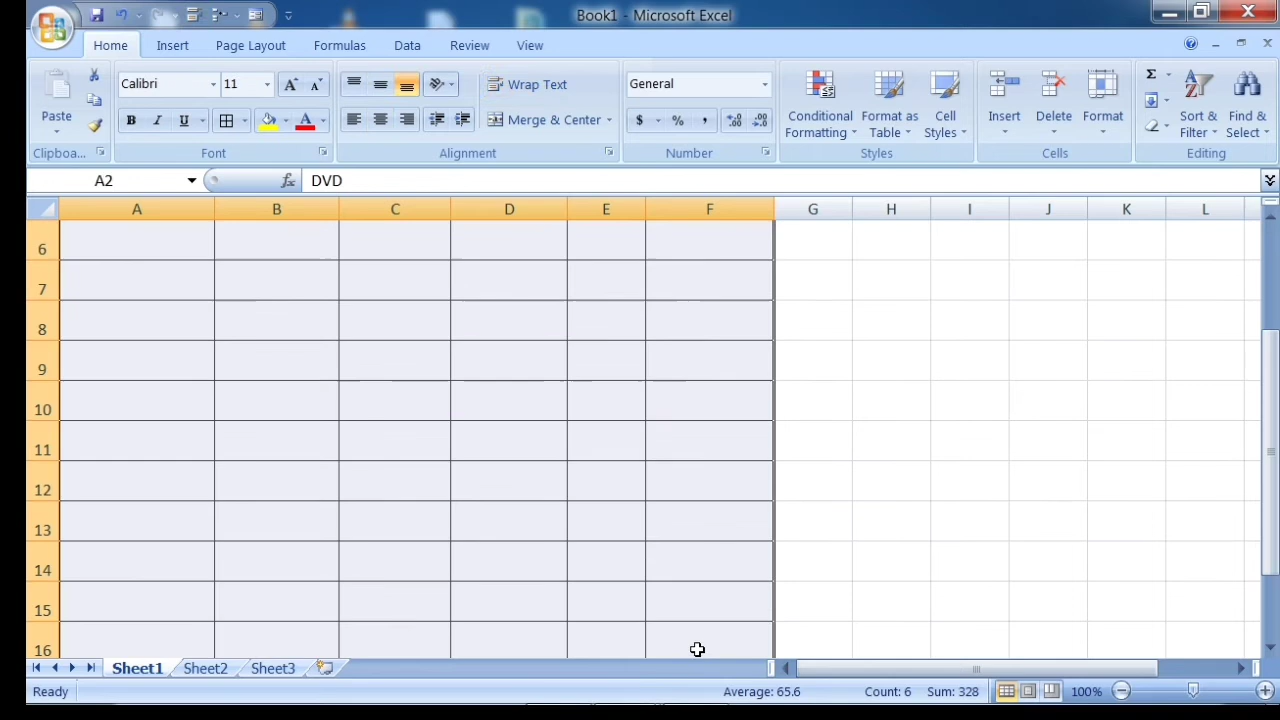 Book1 - Microsoft Excel
Home Insert Page Layout Formulas Data Review View
Paste
Clipboa...
Calibri 11
B I U
Font
Wrap Text
Merge & Center
Alignment
General
$ % ,
Number
Conditional Formatting
Format as Table
Cell Styles
Styles
Insert Delete Format
Cells
Σ
Sort & Filter
Find & Select
Editing
A2 fx DVD
A B C D E F G H I J K L
6
7
8
9
10
11
12
13
14
15
16
Sheet1 Sheet2 Sheet3
Ready Average: 65.6 Count: 6 Sum: 328 100%